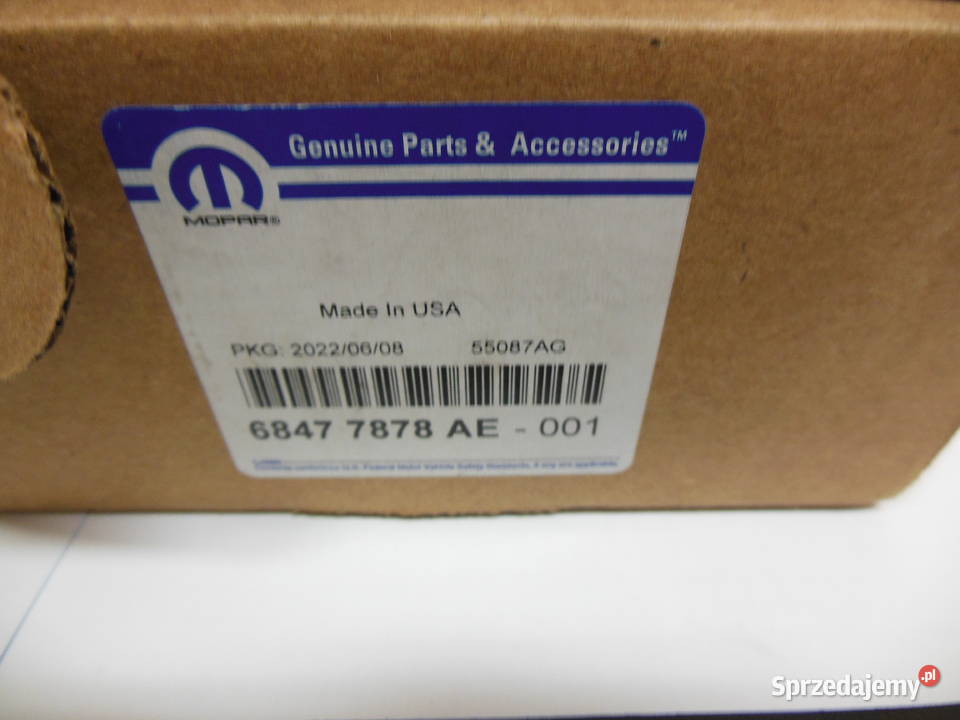 Genuine Parts & Accessories™
MOPAR®
Made In USA
PKG: 2022/06/08 55087AG
6847 7878 AE - 001
Sprzedajemy.pl